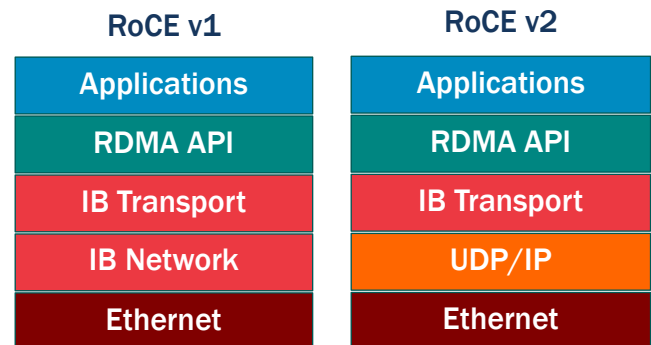 RoCE v1
Applications
RDMA API
IB Transport
IB Network
Ethernet
RoCE v2
Applications
RDMA API
IB Transport
UDP/IP
Ethernet